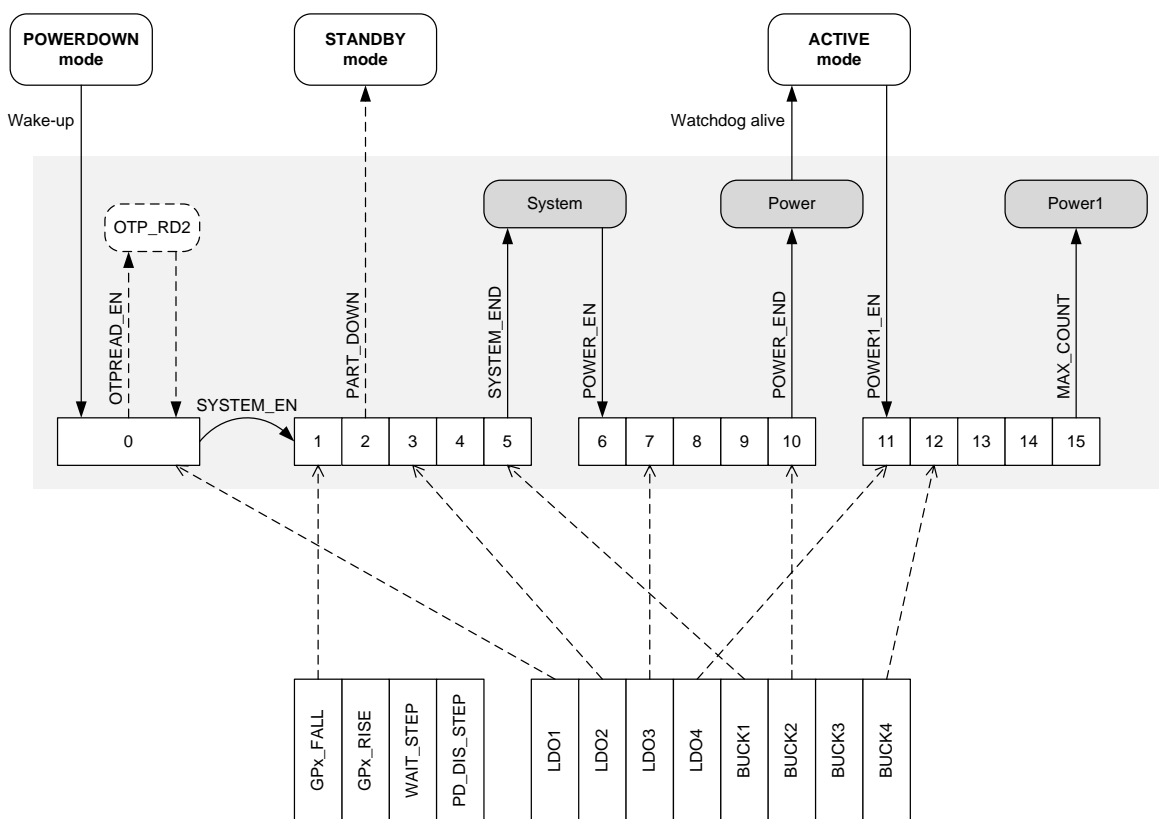 POWERDOWN
mode
STANDBY
mode
ACTIVE
mode
Wake-up
Watchdog alive
System
Power
Power1
OTP_RD2
OTPREAD_EN
SYSTEM_EN
PART_DOWN
SYSTEM_END
POWER_EN
POWER_END
POWER1_EN
MAX_COUNT
0
1
2
3
4
5
6
7
8
9
10
11
12
13
14
15
GPx_FALL
GPx_RISE
WAIT_STEP
PD_DIS_STEP
LDO1
LDO2
LDO3
LDO4
BUCK1
BUCK2
BUCK3
BUCK4